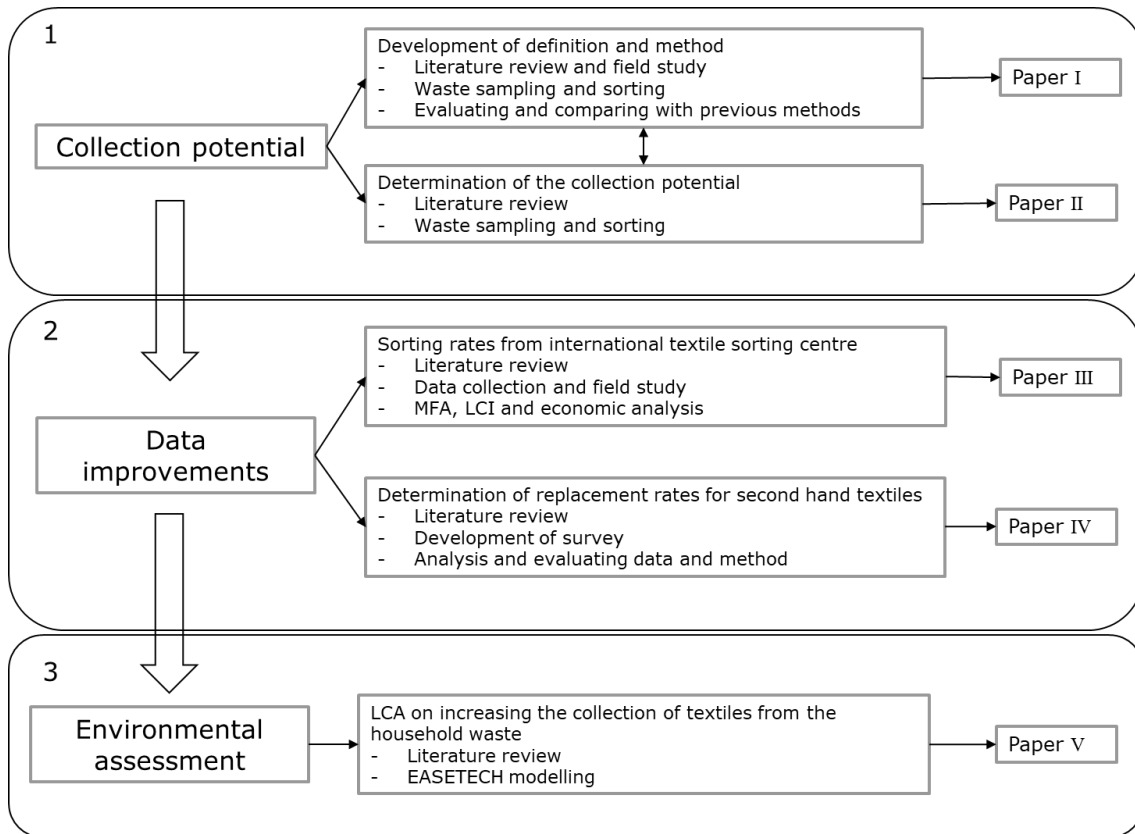 1
Collection potential
Development of definition and method
- Literature review and field study
- Waste sampling and sorting
- Evaluating and comparing with previous methods
Paper I
Determination of the collection potential
- Literature review
- Waste sampling and sorting
Paper II
2
Data
improvements
Sorting rates from international textile sorting centre
- Literature review
- Data collection and field study
- MFA, LCI and economic analysis
Paper III
Determination of replacement rates for second hand textiles
- Literature review
- Development of survey
- Analysis and evaluating data and method
Paper IV
3
Environmental
assessment
LCA on increasing the collection of textiles from the
household waste
- Literature review
- EASETECH modelling
Paper V